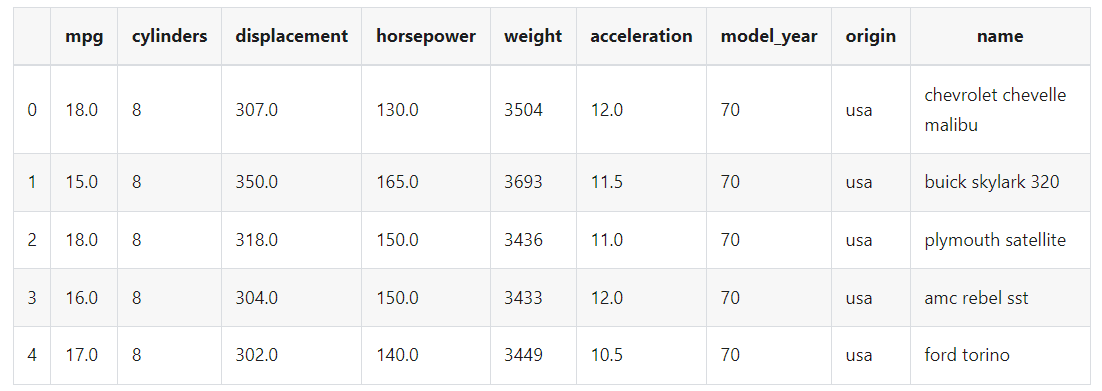 mpg cylinders displacement horsepower weight acceleration model_year origin name
0 18.0 8 307.0 130.0 3504 12.0 70 usa chevrolet chevelle
malibu
1 15.0 8 350.0 165.0 3693 11.5 70 usa buick skylark 320
2 18.0 8 318.0 150.0 3436 11.0 70 usa plymouth satellite
3 16.0 8 304.0 150.0 3433 12.0 70 usa amc rebel sst
4 17.0 8 302.0 140.0 3449 10.5 70 usa ford torino